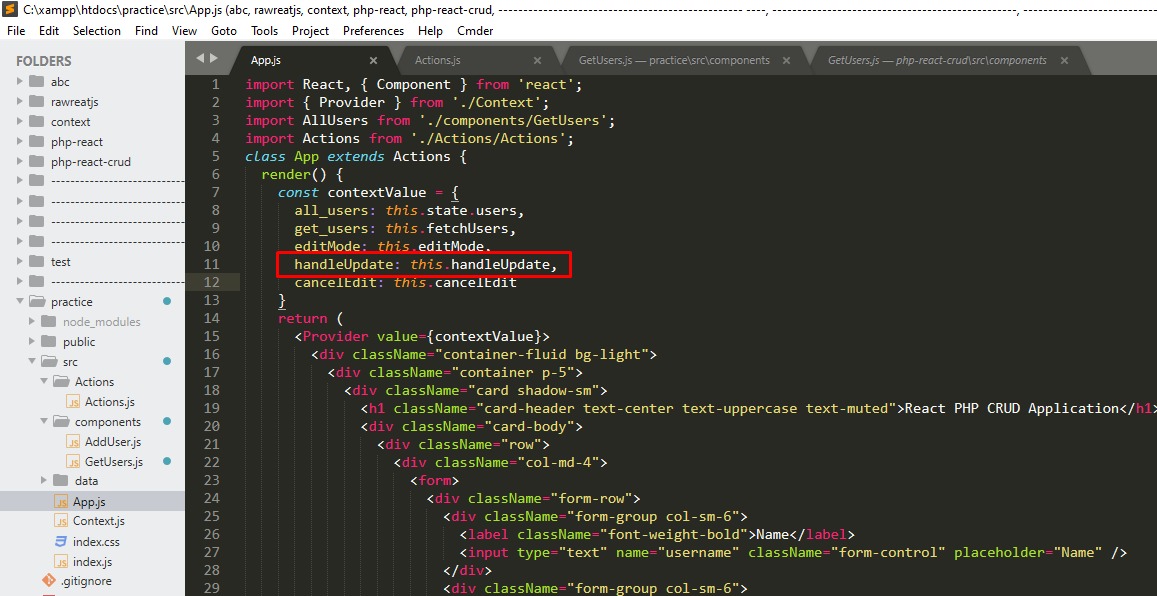 C:\xampp\htdocs\practice\src\App.js (abc, rawreatjs, context, php-react, php-react-crud,
File Edit Selection Find View Goto Tools Project Preferences Help Cmder
FOLDERS
abc
rawreatjs
context
php-react
php-react-crud
test
practice
node_modules
public
src
Actions
Actions.js
components
AddUser.js
GetUsers.js
data
App.js
Context.js
index.css
index.js
.gitignore
App.js
Actions.js
GetUsers.js — practice\src\components
GetUsers.js — php-react-crud\src\components
1 import React, { Component } from 'react';
2 import { Provider } from './Context';
3 import AllUsers from './components/GetUsers';
4 import Actions from './Actions/Actions';
5 class App extends Actions {
6 render() {
7 const contextValue = {
8 all_users: this.state.users,
9 get_users: this.fetchUsers,
10 editMode: this.editMode,
11 handleUpdate: this.handleUpdate,
12 cancelEdit: this.cancelEdit
13 }
14 return (
15 <Provider value={contextValue}>
16 <div className="container-fluid bg-light">
17 <div className="container p-5">
18 <div className="card shadow-sm">
19 <h1 className="card-header text-center text-uppercase text-muted">React PHP CRUD Application</h1>
20 <div className="card-body">
21 <div className="row">
22 <div className="col-md-4">
23 <form>
24 <div className="form-row">
25 <div className="form-group col-sm-6">
26 <label className="font-weight-bold">Name</label>
27 <input type="text" name="username" className="form-control" placeholder="Name" />
28 </div>
29 <div className="form-group col-sm-6">